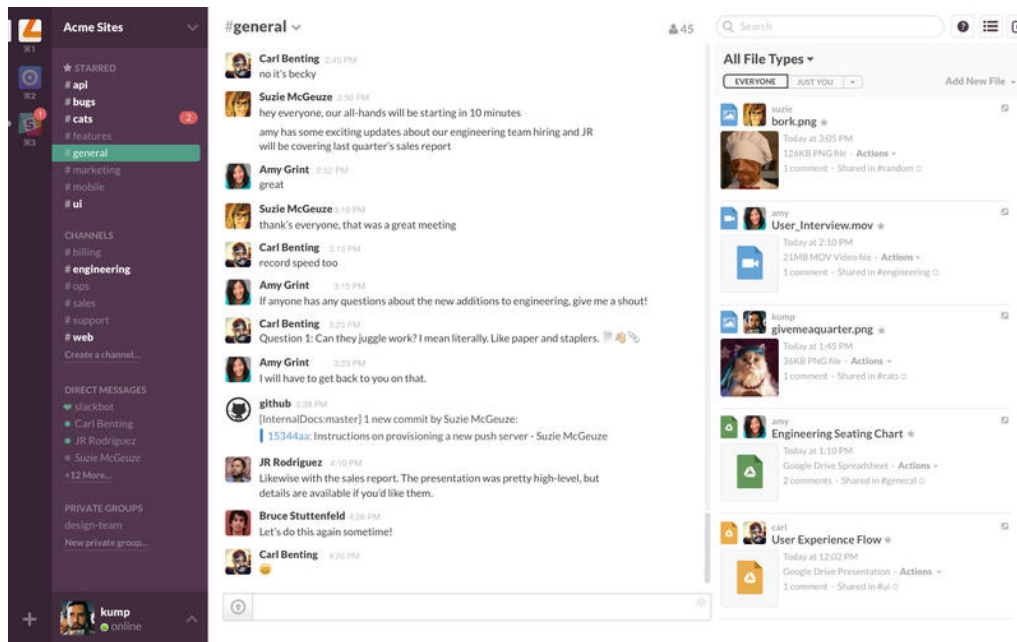 ⌘1
⌘2
1
⌘3
Acme Sites
STARRED
# api
# bugs
# cats 2
# features
# general
# marketing
# mobile
# ui
CHANNELS
# billing
# engineering
# ops
# sales
# support
# web
Create a channel...
DIRECT MESSAGES
slackbot
Carl Benting
JR Rodriguez
Suzie McGeuze
+12 More...
PRIVATE GROUPS
design-team
New private group...
kump
online
#general
45
Carl Benting 2:45 PM
no it's becky
Suzie McGeuze 2:50 PM
hey everyone, our all-hands will be starting in 10 minutes
amy has some exciting updates about our engineering team hiring and JR
will be covering last quarter's sales report
Amy Grint 2:52 PM
great
Suzie McGeuze 3:10 PM
thank's everyone, that was a great meeting
Carl Benting 3:13 PM
record speed too
Amy Grint 3:15 PM
If anyone has any questions about the new additions to engineering, give me a shout!
Carl Benting 3:23 PM
Question 1: Can they juggle work? I mean literally. Like paper and staplers.
Amy Grint 3:23 PM
I will have to get back to you on that.
github 3:28 PM
[InternalDocs:master] 1 new commit by Suzie McGeuze:
15344aa: Instructions on provisioning a new push server - Suzie McGeuze
JR Rodriguez 4:10 PM
Likewise with the sales report. The presentation was pretty high-level, but
details are available if you'd like them.
Bruce Stuttenfeld 4:26 PM
Let's do this again sometime!
Carl Benting 4:26 PM
Search
All File Types
EVERYONE JUST YOU
Add New File
suzie
bork.png
Today at 3:05 PM
126KB PNG file - Actions
1 comment - Shared in #random
amy
User_Interview.mov
Today at 2:10 PM
21MB MOV Video file - Actions
1 comment - Shared in #engineering
kump
givemeaquarter.png
Today at 1:45 PM
36KB PNG file - Actions
1 comment - Shared in #cats
amy
Engineering Seating Chart
Today at 1:10 PM
Google Drive Spreadsheet - Actions
2 comments - Shared in #general
carl
User Experience Flow
Today at 12:02 PM
Google Drive Presentation - Actions
1 comment - Shared in #ui